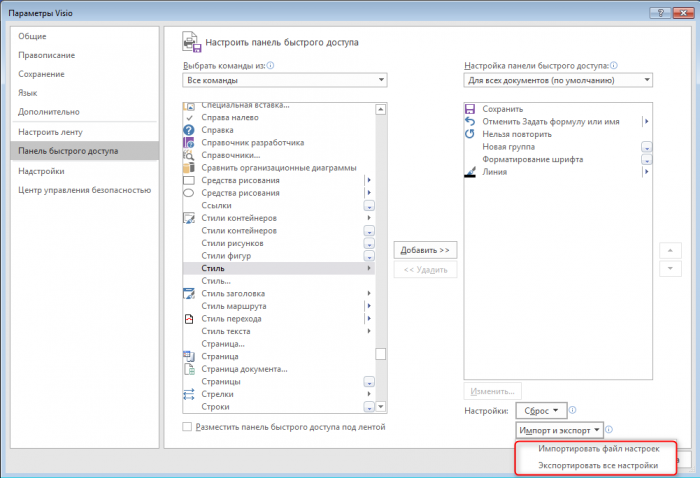 Параметры Visio
Общие
Правописание
Сохранение
Язык
Дополнительно
Настроить ленту
Панель быстрого доступа
Надстройки
Центр управления безопасностью
Настроить панель быстрого доступа
Выбрать команды из:
Все команды
Специальная вставка...
Справа налево
Справка
Справочник разработчика
Справочники...
Сравнить организационные диаграммы
Средства рисования
Средства рисования
Ссылки
Стили контейнеров
Стили контейнеров
Стили рисунков
Стили фигур
Стиль
Стиль...
Стиль заголовка
Стиль маршрута
Стиль перехода
Стиль текста
Страница...
Страница
Страница документа...
Страницы
Стрелки
Строки
Разместить панель быстрого доступа под лентой
Добавить >>
<< Удалить
Настройка панели быстрого доступа:
Для всех документов (по умолчанию)
Сохранить
Отменить Задать формулу или имя
Нельзя повторить
Новая группа
Форматирование шрифта
Линия
Изменить...
Настройки:
Сброс
Импорт и экспорт
Импортировать файл настроек
Экспортировать все настройки